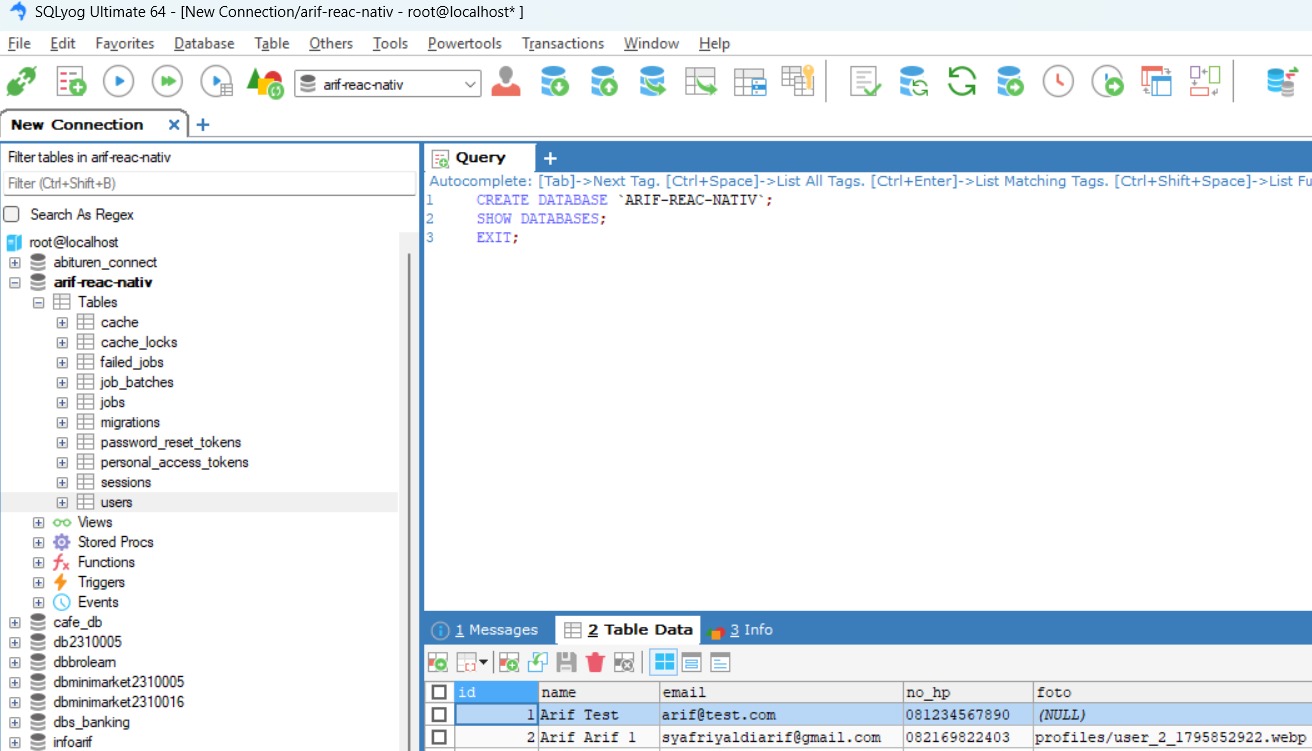 SQLyog Ultimate 64 - [New Connection/arif-reac-nativ - root@localhost* ]
File Edit Favorites Database Table Others Tools Powertools Transactions Window Help
arif-reac-nativ
New Connection × +
Filter tables in arif-reac-nativ
Filter (Ctrl+Shift+B)
Search As Regex
root@localhost
abituren_connect
arif-reac-nativ
Tables
cache
cache_locks
failed_jobs
job_batches
jobs
migrations
password_reset_tokens
personal_access_tokens
sessions
users
Views
Stored Procs
Functions
Triggers
Events
cafe_db
db2310005
dbbrolearn
dbminimarket2310005
dbminimarket2310016
dbs_banking
infoarif
Query +
Autocomplete: [Tab]->Next Tag. [Ctrl+Space]->List All Tags. [Ctrl+Enter]->List Matching Tags. [Ctrl+Shift+Space]->List Fu
1 CREATE DATABASE `ARIF-REAC-NATIV`;
2 SHOW DATABASES;
3 EXIT;
1 Messages 2 Table Data 3 Info
id name email no_hp foto
1 Arif Test arif@test.com 081234567890 (NULL)
2 Arif Arif 1 syafriyaldiarif@gmail.com 082169822403 profiles/user_2_1795852922.webp